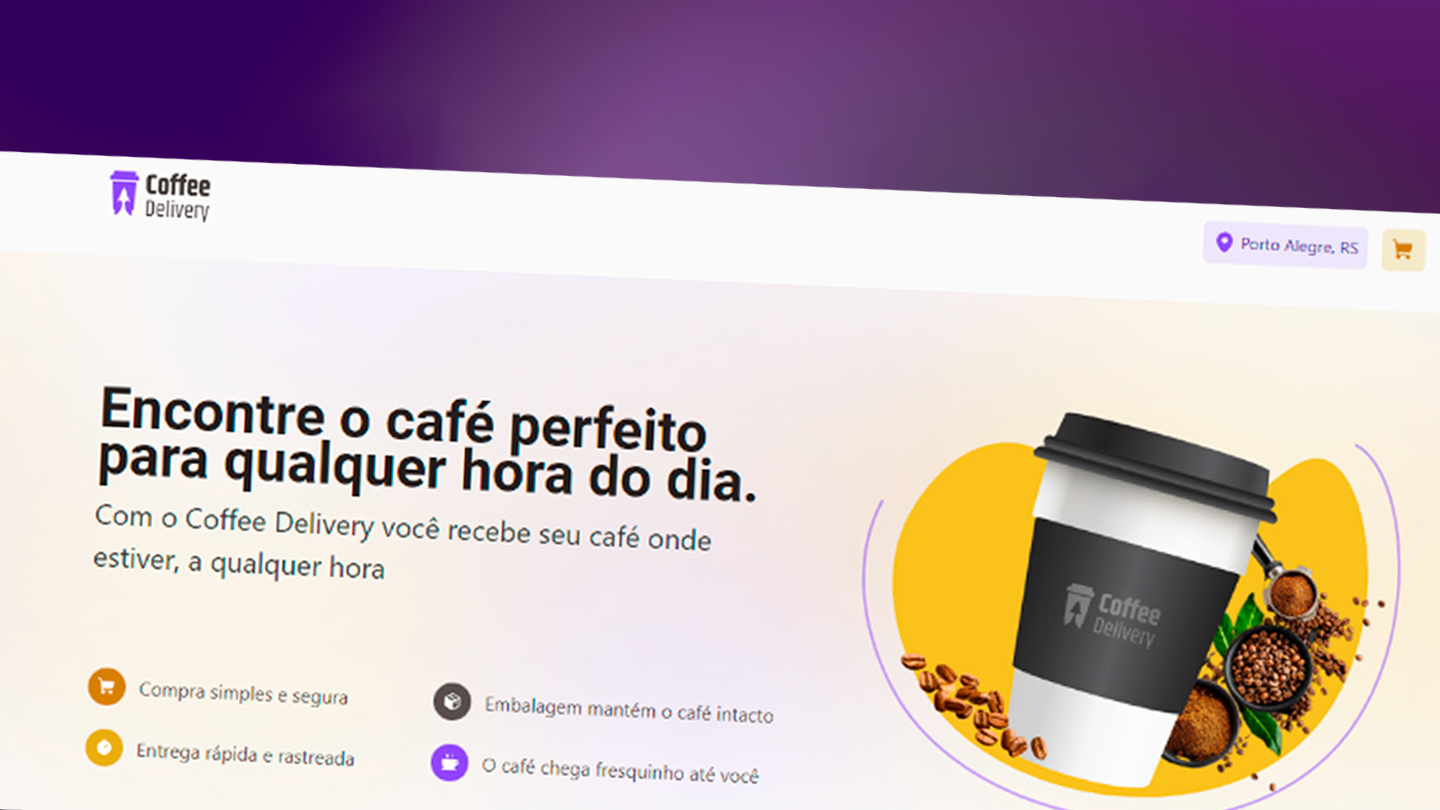 Coffee
Delivery
Porto Alegre, RS
Encontre o café perfeito
para qualquer hora do dia.
Com o Coffee Delivery você recebe seu café onde
estiver, a qualquer hora
Compra simples e segura
Embalagem mantém o café intacto
Entrega rápida e rastreada
O café chega fresquinho até você
Coffee
Delivery